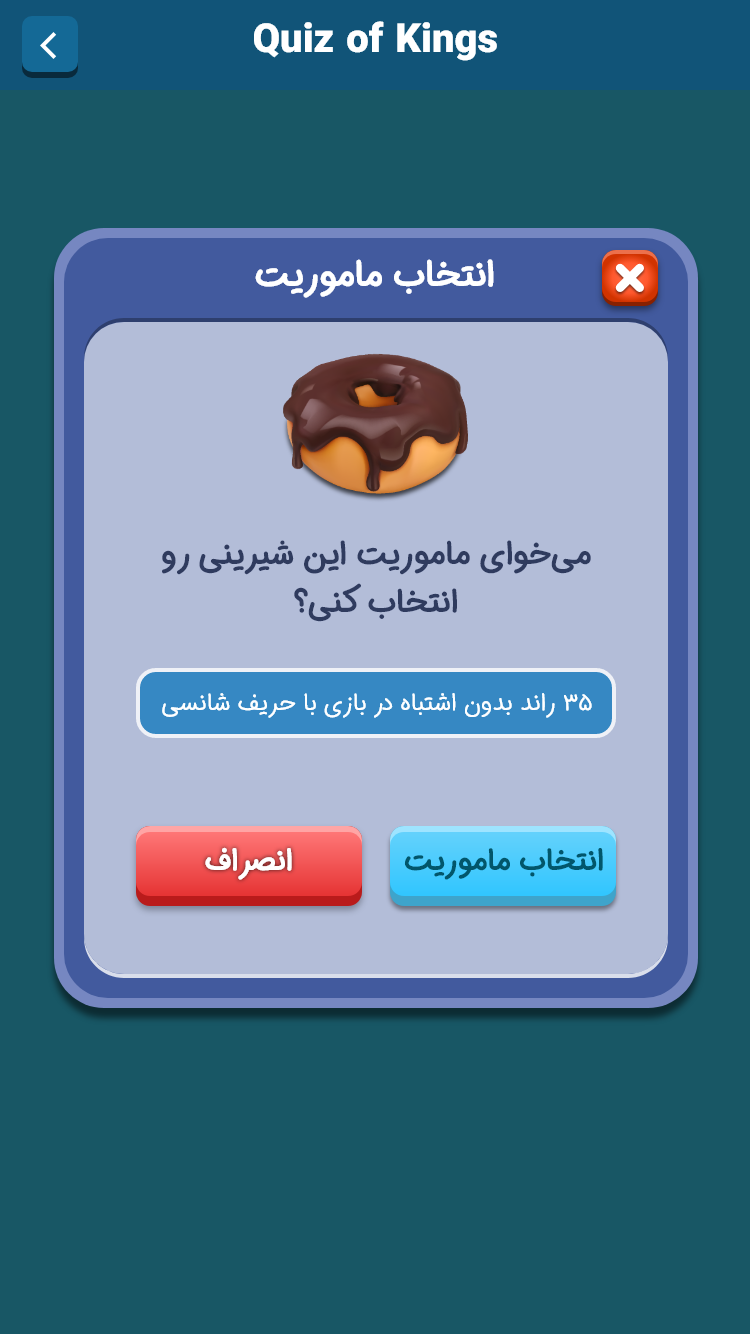 Quiz of Kings
انتخاب ماموریت
می‌خوای ماموریت این شیرینی رو
انتخاب کنی؟
۳۵ راند بدون اشتباه در بازی با حریف شانسی
انتخاب ماموریت
انصراف